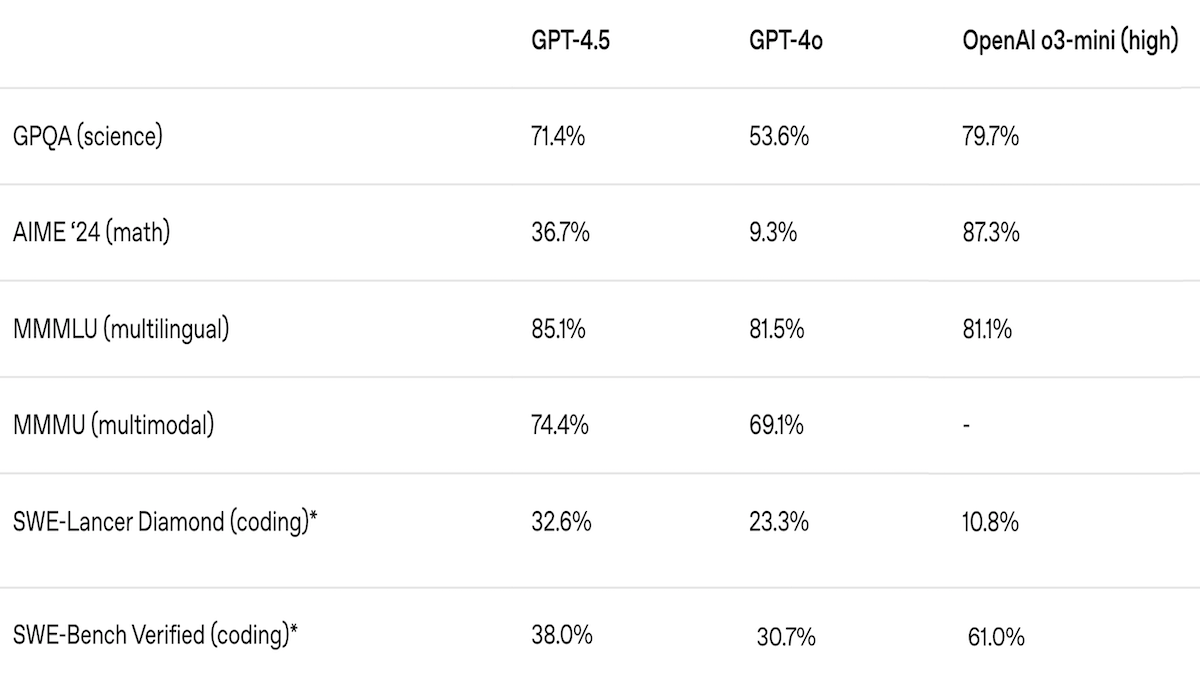 GPT-4.5 GPT-4o OpenAI o3-mini (high)
GPQA (science) 71.4% 53.6% 79.7%
AIME ‘24 (math) 36.7% 9.3% 87.3%
MMMLU (multilingual) 85.1% 81.5% 81.1%
MMMU (multimodal) 74.4% 69.1% -
SWE-Lancer Diamond (coding)* 32.6% 23.3% 10.8%
SWE-Bench Verified (coding)* 38.0% 30.7% 61.0%